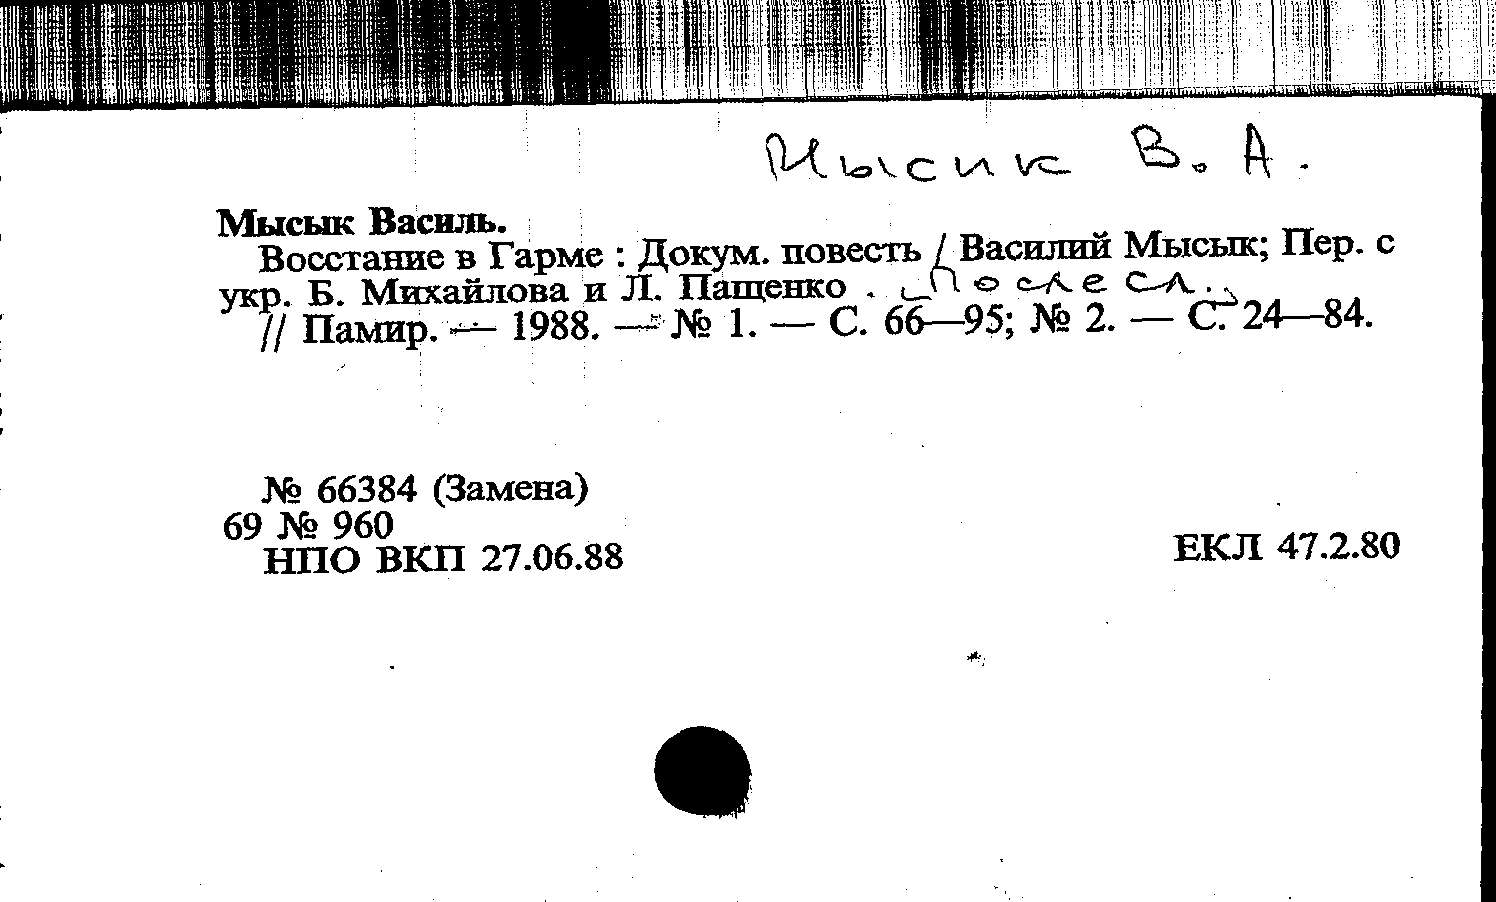 Мысик В. А.
Мысык Василь.
Восстание в Гарме : Докум. повесть / Василий Мысык; Пер. с
укр. Б. Михайлова и Л. Пащенко . Послесл.
// Памир. — 1988. — № 1. — С. 66—95; № 2. — С. 24—84.
№ 66384 (Замена)
69 № 960
НПО ВКП 27.06.88
ЕКЛ 47.2.80